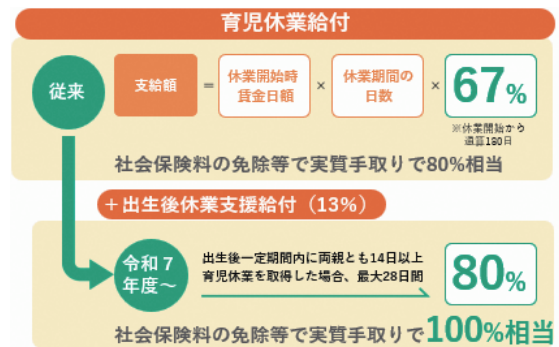 育児休業給付
従来
支給額
=
休業開始時
賃金日額
×
休業期間の
日数
×
67%
※休業開始から
通算180日
社会保険料の免除等で実質手取りで80%相当
+出生後休業支援給付（13%）
令和7
年度〜
出生後一定期間内に両親とも14日以上
育児休業を取得した場合、最大28日間
80%
社会保険料の免除等で実質手取りで100%相当